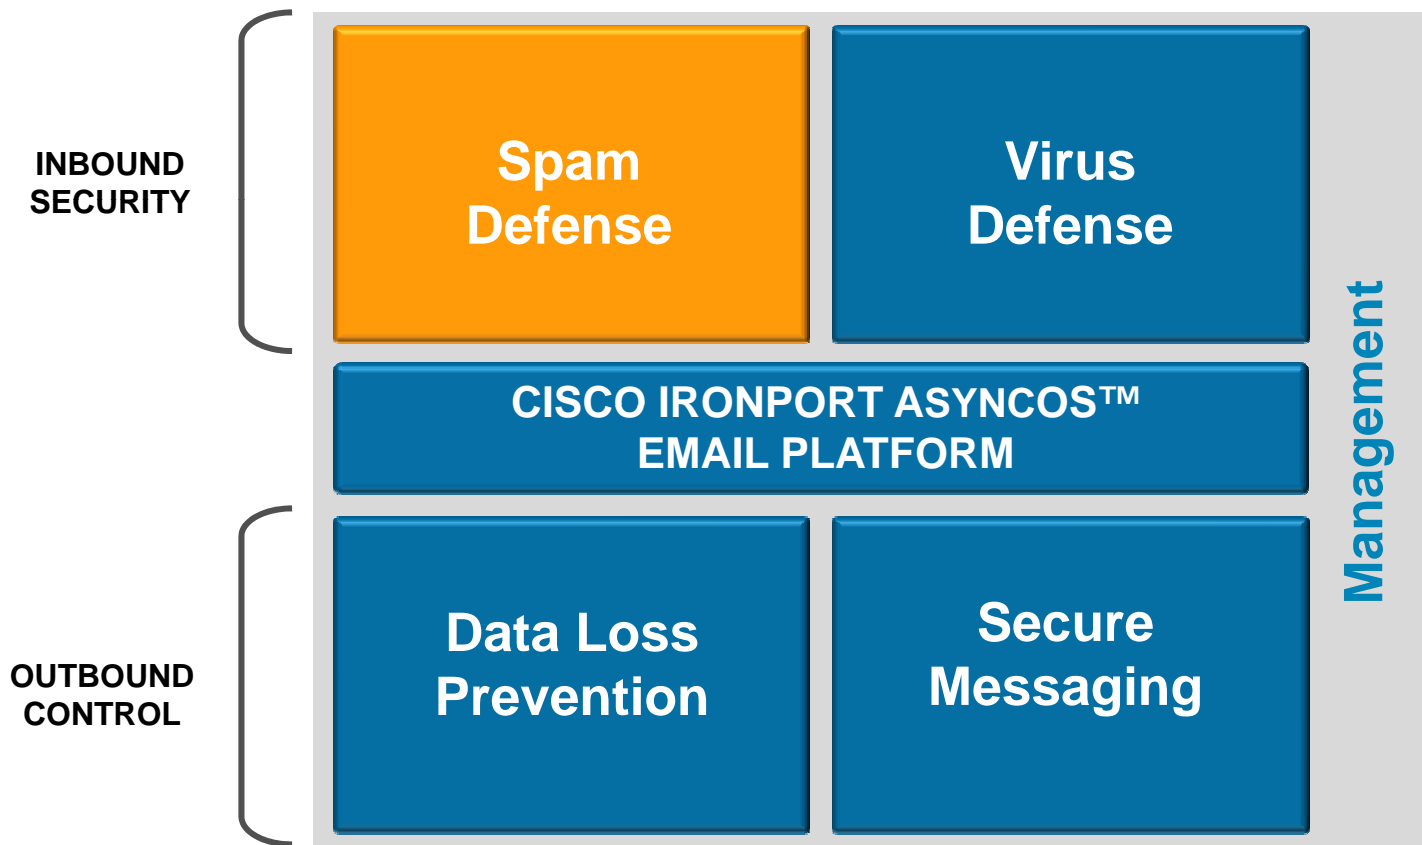 INBOUND
SECURITY
Spam
Defense
Virus
Defense
CISCO IRONPORT ASYNCOS™
EMAIL PLATFORM
Management
OUTBOUND
CONTROL
Data Loss
Prevention
Secure
Messaging